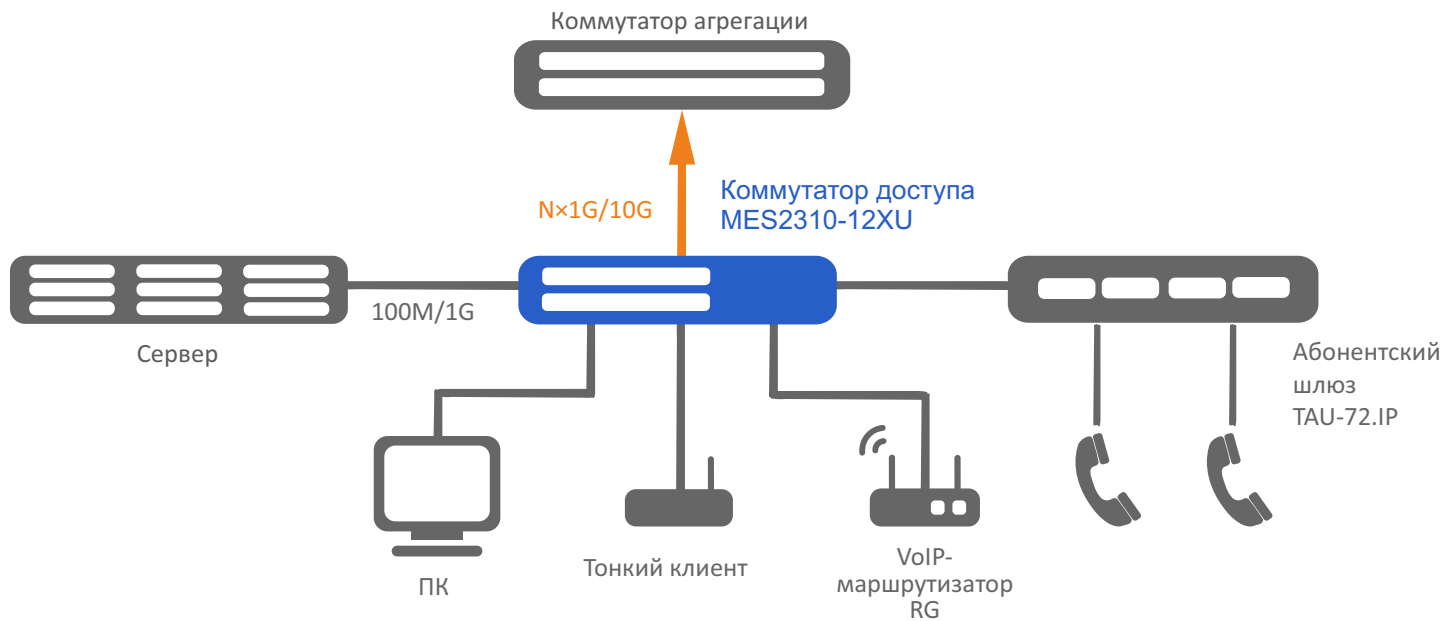 Коммутатор агрегации
N×1G/10G
Коммутатор доступа
MES2310-12XU
100M/1G
Сервер
Абонентский
шлюз
TAU-72.IP
ПК
Тонкий клиент
VoIP-
маршрутизатор
RG